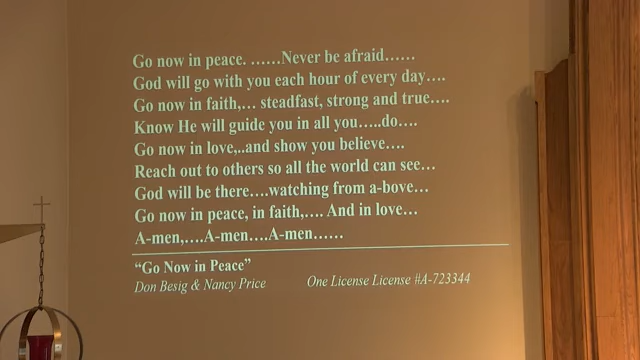 Go now in peace. ……Never be afraid……
God will go with you each hour of every day….
Go now in faith,… steadfast, strong and true….
Know He will guide you in all you…..do….
Go now in love,..and show you believe….
Reach out to others so all the world can see…
God will be there….watching from a-bove…
Go now in peace, in faith,…. And in love…
A-men,….A-men….A-men……
“Go Now in Peace”
Don Besig & Nancy Price One License License #A-723344